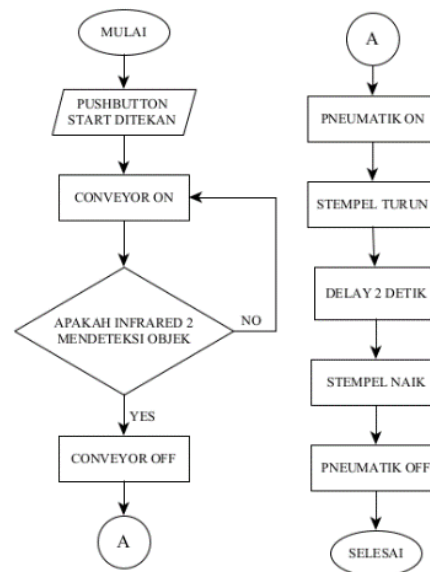 MULAI
PUSHBUTTON
START DITEKAN
CONVEYOR ON
APAKAH INFRARED 2
MENDETEKSI OBJEK
NO
YES
CONVEYOR OFF
A
A
PNEUMATIK ON
STEMPEL TURUN
DELAY 2 DETIK
STEMPEL NAIK
PNEUMATIK OFF
SELESAI